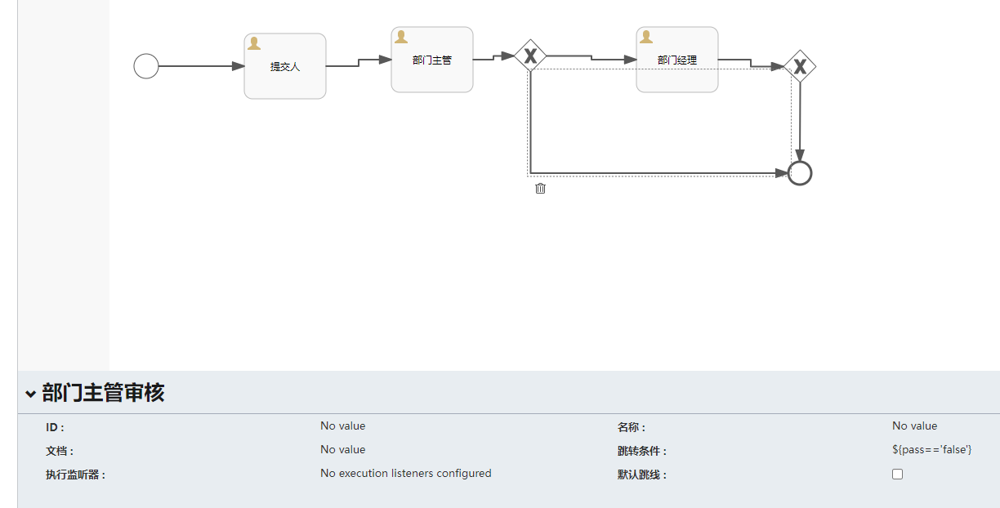 提交人
部门主管
部门经理
部门主管审核
ID : No value 名称 : No value
文档 : No value 跳转条件 : ${pass=='false'}
执行监听器 : No execution listeners configured 默认跳线 :